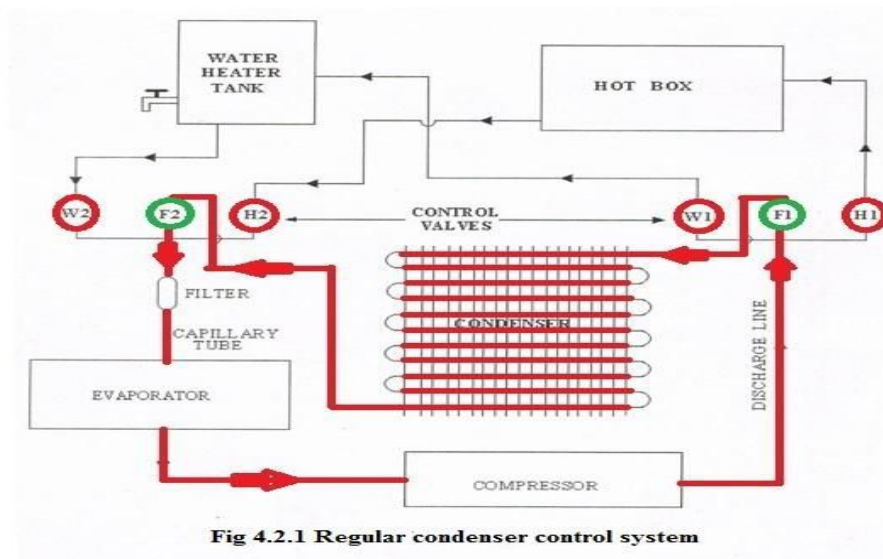 WATER
HEATER
TANK
HOT BOX
W2
F2
H2
CONTROL
VALVES
W1
F1
H1
FILTER
CAPILLARY
TUBE
CONDENSER
DISCHARGE LINE
EVAPORATOR
COMPRESSOR
Fig 4.2.1 Regular condenser control system